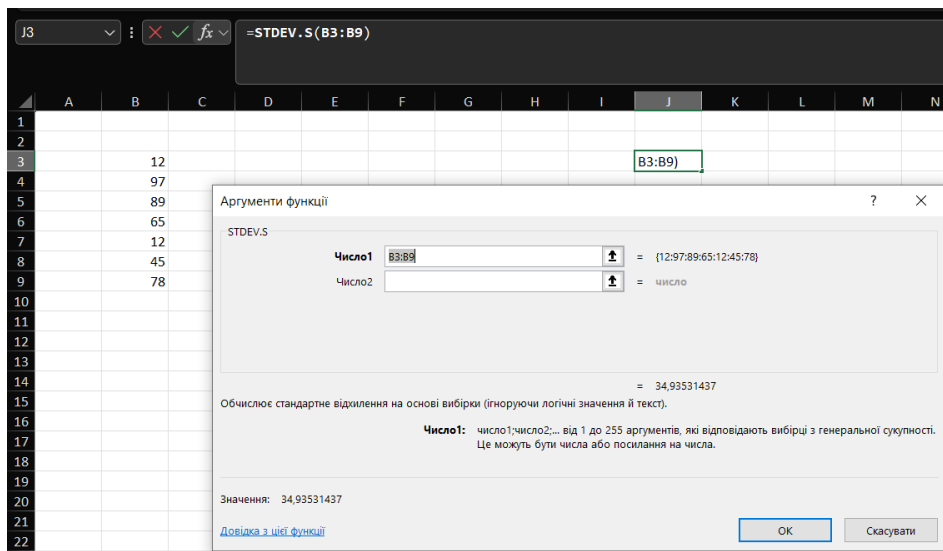 J3 fx =STDEV.S(B3:B9)
A B C D E F G H I J K L M N
1
2
3 12 B3:B9)
4 97
5 89
6 65
7 12
8 45
9 78
10
11
12
13
14
15
16
17
18
19
20
21
22
Аргументи функції ? ×
STDEV.S
Число1 B3:B9 = {12:97:89:65:12:45:78}
Число2 = число
= 34,93531437
Обчислює стандартне відхилення на основі вибірки (ігноруючи логічні значення й текст).
Число1: число1;число2;... від 1 до 255 аргументів, які відповідають вибірці з генеральної сукупності.
Це можуть бути числа або посилання на числа.
Значення: 34,93531437
Довідка з цієї функції
ОК Скасувати